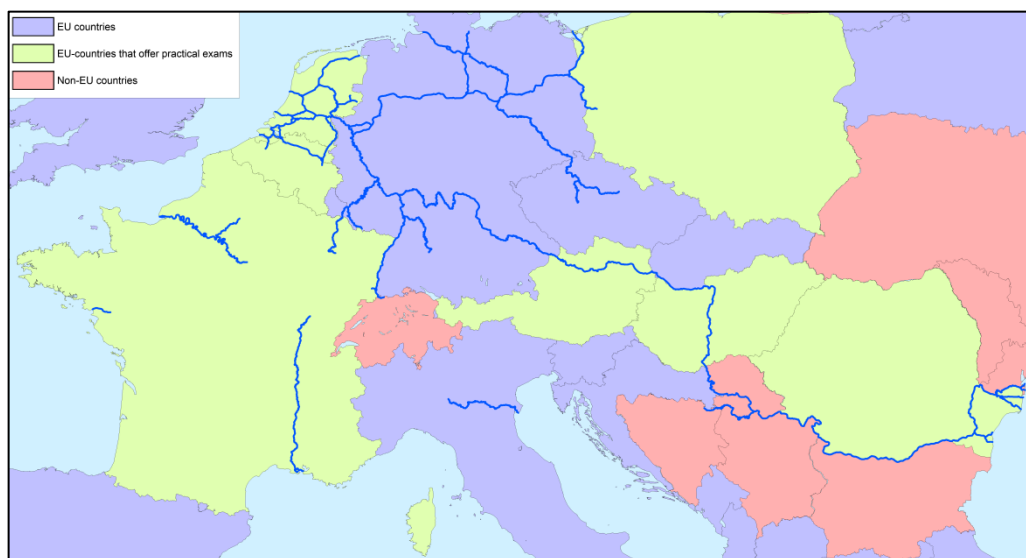 EU countries
EU-countries that offer practical exams
Non-EU countries